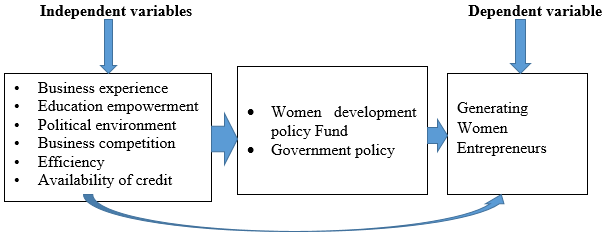 Independent variables
Dependent variable
• Business experience
• Education empowerment
• Political environment
• Business competition
• Efficiency
• Availability of credit
• Women development
policy Fund
• Government policy
Generating
Women
Entrepreneurs